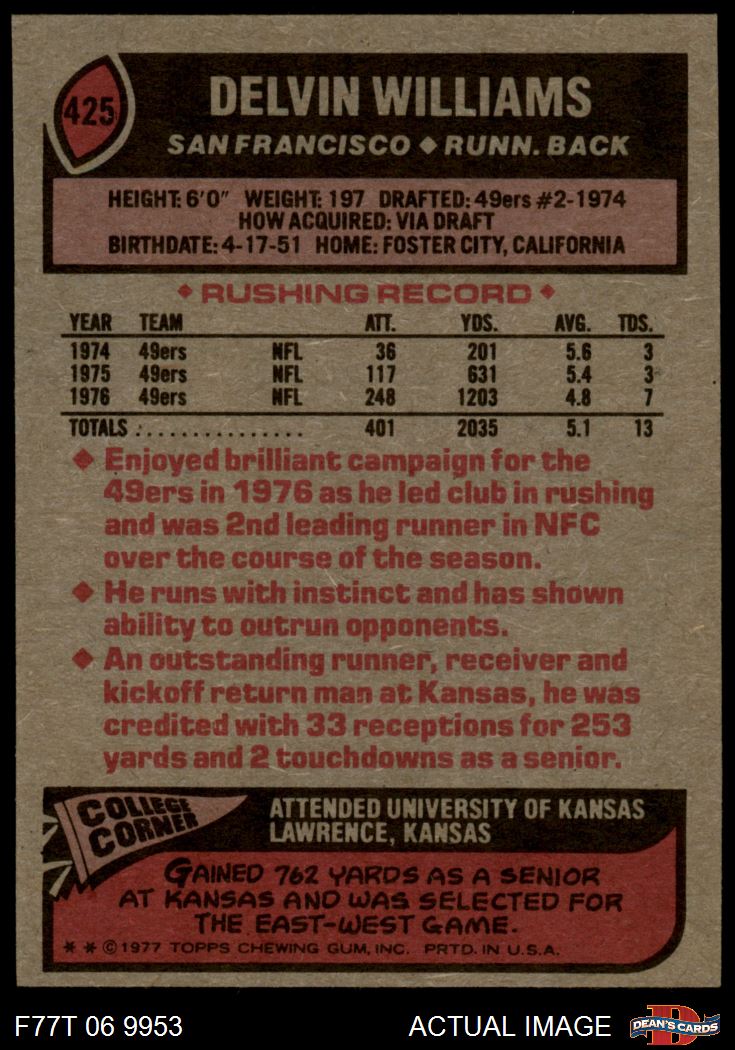 425
DELVIN WILLIAMS
SAN FRANCISCO ◆ RUNN. BACK
HEIGHT: 6'0" WEIGHT: 197 DRAFTED: 49ers #2-1974
HOW ACQUIRED: VIA DRAFT
BIRTHDATE: 4-17-51 HOME: FOSTER CITY, CALIFORNIA
◆ RUSHING RECORD ◆
YEAR TEAM ATT. YDS. AVG. TDS.
1974 49ers NFL 36 201 5.6 3
1975 49ers NFL 117 631 5.4 3
1976 49ers NFL 248 1203 4.8 7
TOTALS ................ 401 2035 5.1 13
◆ Enjoyed brilliant campaign for the
49ers in 1976 as he led club in rushing
and was 2nd leading runner in NFC
over the course of the season.
◆ He runs with instinct and has shown
ability to outrun opponents.
◆ An outstanding runner, receiver and
kickoff return man at Kansas, he was
credited with 33 receptions for 253
yards and 2 touchdowns as a senior.
COLLEGE
CORNER
ATTENDED UNIVERSITY OF KANSAS
LAWRENCE, KANSAS
GAINED 762 YARDS AS A SENIOR
AT KANSAS AND WAS SELECTED FOR
THE EAST-WEST GAME.
* * © 1977 TOPPS CHEWING GUM, INC. PRTD. IN U.S.A.
F77T 06 9953 ACTUAL IMAGE
D
DEAN'S CARDS